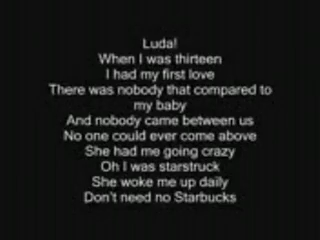 Luda!
When I was thirteen
I had my first love
There was nobody that compared to
my baby
And nobody came between us
No one could ever come above
She had me going crazy
Oh I was starstruck
She woke me up daily
Don't need no Starbucks